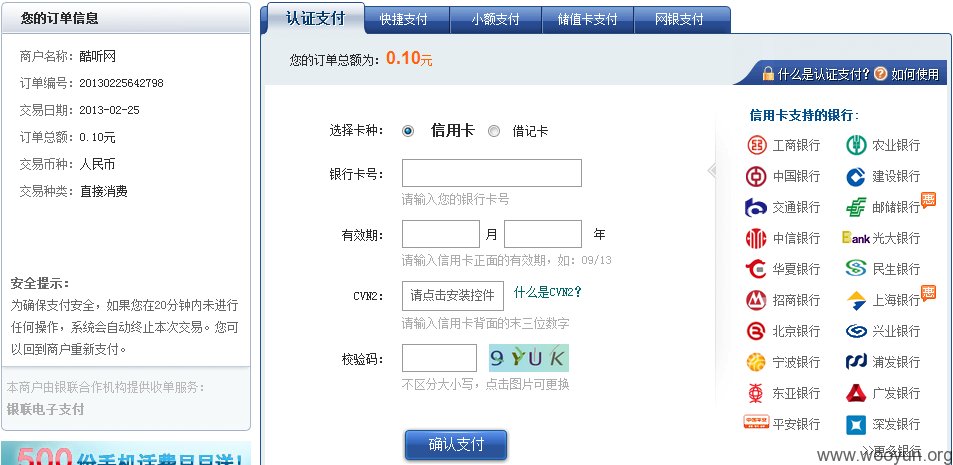 您的订单信息
商户名称：酷听网
订单编号：20130225642798
交易日期：2013-02-25
订单总额：0.10元
交易币种：人民币
交易种类：直接消费
安全提示：
为确保支付安全，如果您在20分钟内未进行
任何操作，系统会自动终止本次交易。您可
以回到商户重新支付。
本商户由银联合作机构提供收单服务：
银联电子支付
500份手机话费月月送！
认证支付 快捷支付 小额支付 储值卡支付 网银支付
您的订单总额为：0.10元
什么是认证支付？ 如何使用
选择卡种： 信用卡 借记卡
银行卡号：
请输入您的银行卡号
有效期： 月 年
请输入信用卡正面的有效期，如：09/13
CVN2： 请点击安装控件 什么是CVN2？
请输入信用卡背面的末三位数字
校验码： 9YUK
不区分大小写，点击图片可更换
确认支付
信用卡支持的银行：
工商银行 农业银行
中国银行 建设银行
交通银行 邮储银行 惠
中信银行 Bank 光大银行
华夏银行 民生银行
招商银行 上海银行 惠
北京银行 兴业银行
宁波银行 浦发银行
东亚银行 广发银行
平安银行 深发银行
>>更多银行
www.wooyun.org